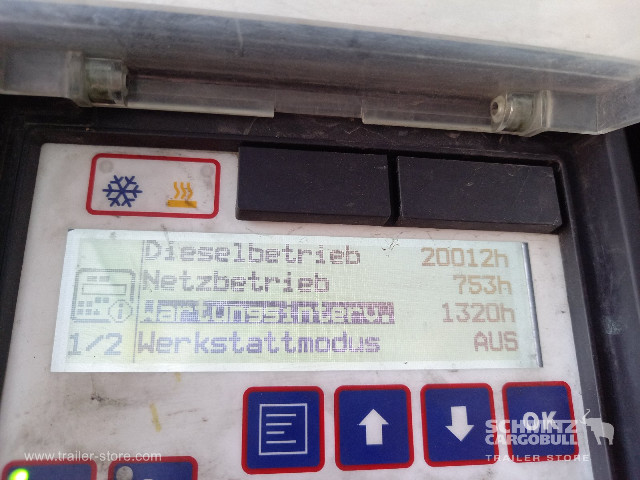 Dieselbetrieb 20012h
Netzbetrieb 753h
Wartungsinterv. 1320h
1/2 Werkstattmodus AUS
OK
SCHMITZ
CARGOBULL
TRAILER STORE
www.trailer-store.com